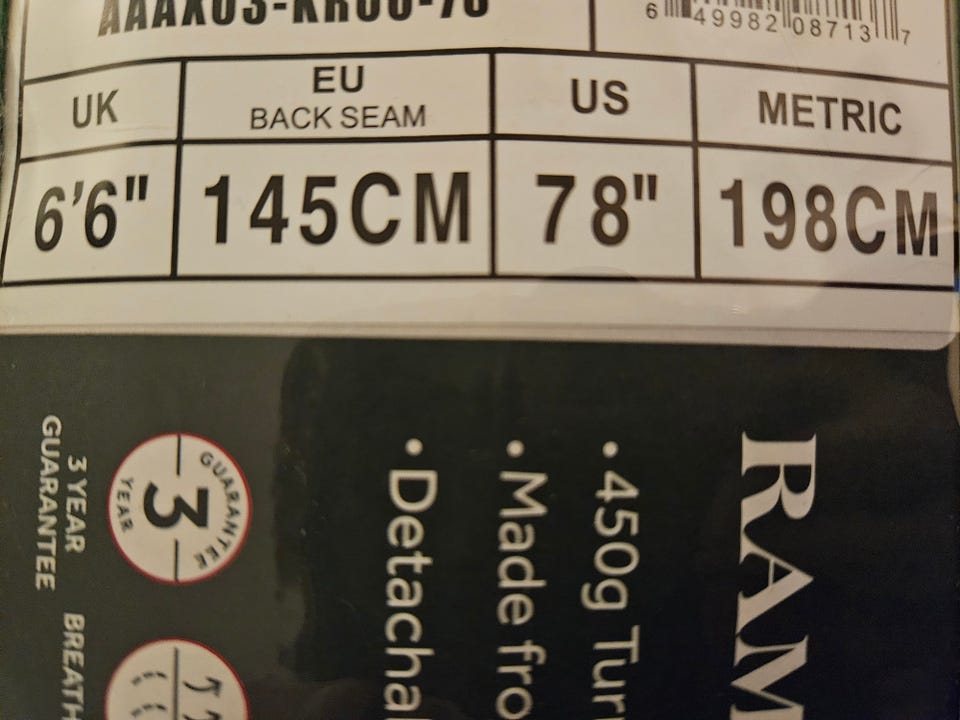 6 49982 08713 7
UK
EU
BACK SEAM
US
METRIC
6'6"
145CM
78"
198CM
RAM
• 450g Tur
• Made fro
• Detacha
GUARANTEE
3
YEAR
3 YEAR
GUARANTEE
BREATH